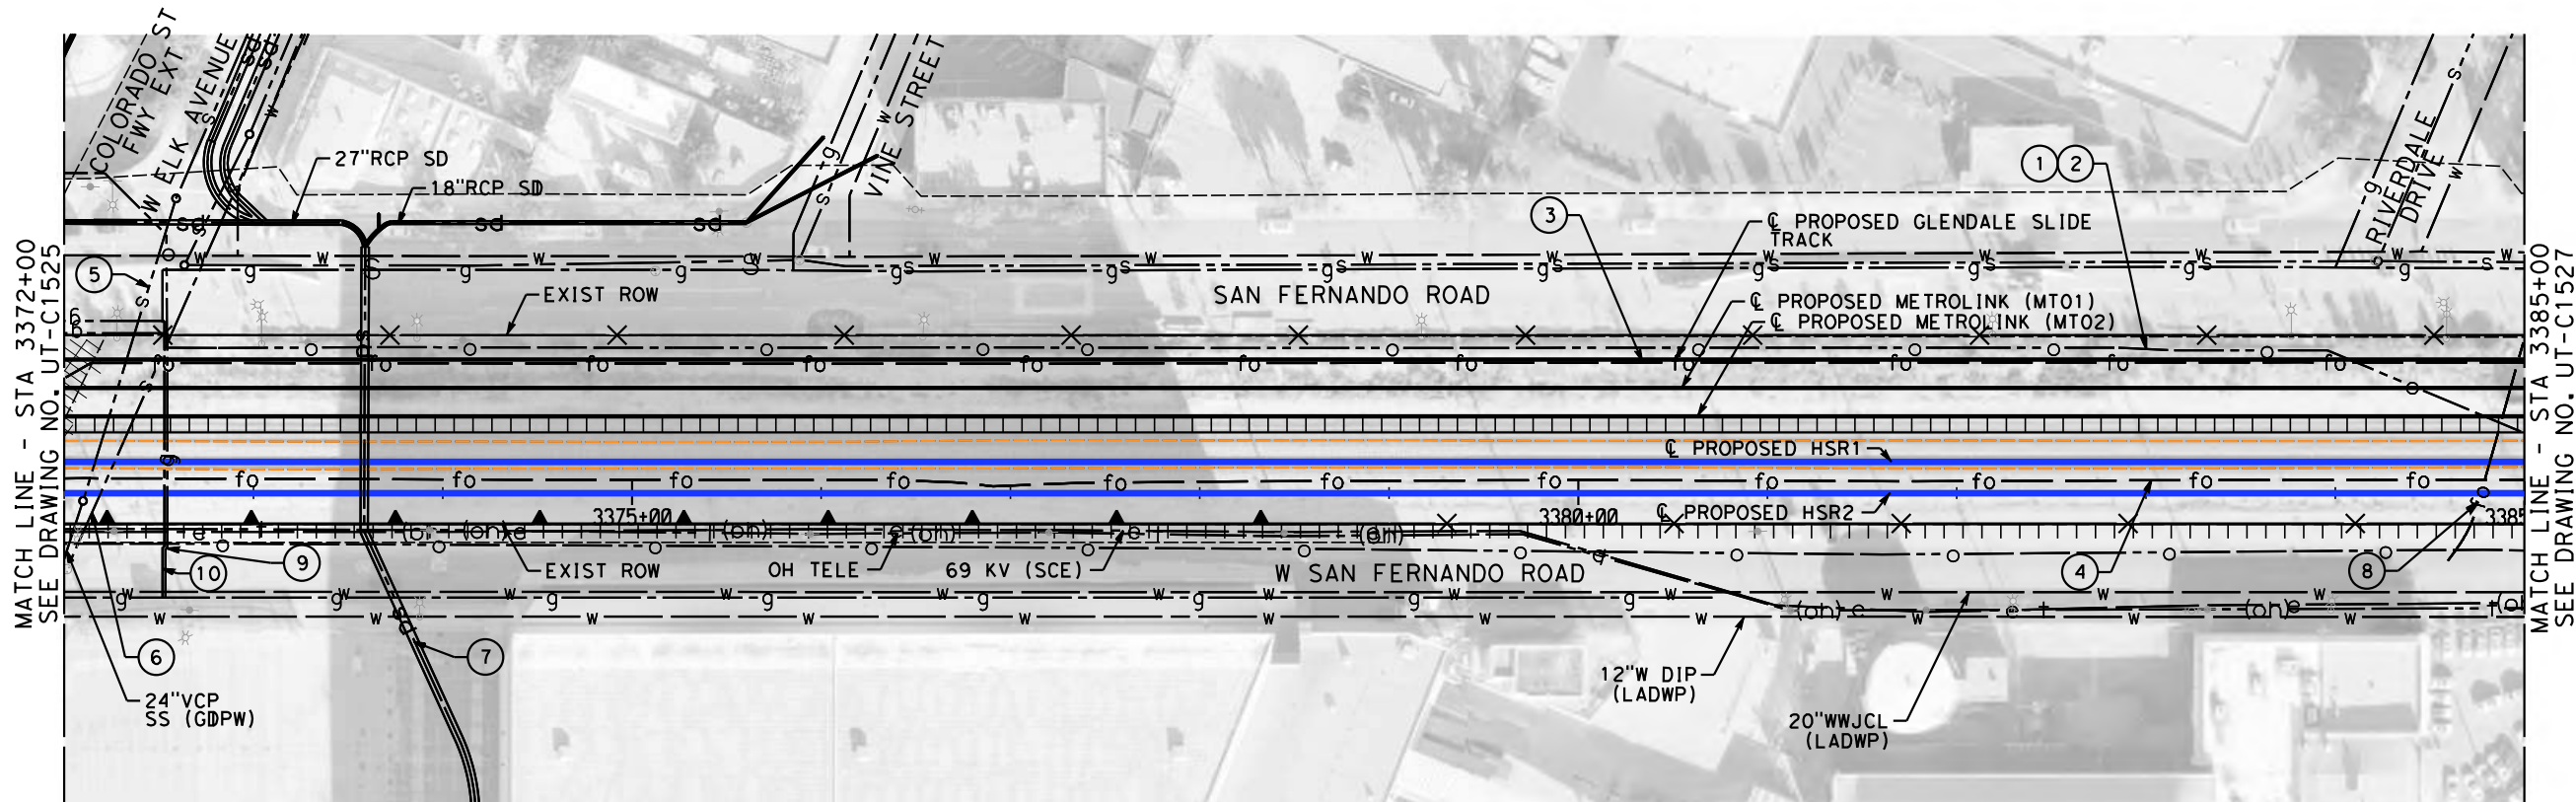 COLORADO ST
FWY EXT
W ELK AVENUE
VINE STREET
RIVERDALE
DRIVE
27"RCP SD
18"RCP SD
1
2
3
℄ PROPOSED GLENDALE SLIDE
TRACK
5
EXIST ROW
SAN FERNANDO ROAD
℄ PROPOSED METROLINK (MT01)
℄ PROPOSED METROLINK (MT02)
MATCH LINE - STA 3372+00
SEE DRAWING NO. UT-C1525
MATCH LINE - STA 3385+00
SEE DRAWING NO. UT-C1527
℄ PROPOSED HSR1
℄ PROPOSED HSR2
3375+00
3380+00
3385
10
9
EXIST ROW
OH TELE
69 KV (SCE)
W SAN FERNANDO ROAD
4
8
6
7
24"VCP
SS (GDPW)
12"W DIP
(LADWP)
20"WWJCL
(LADWP)